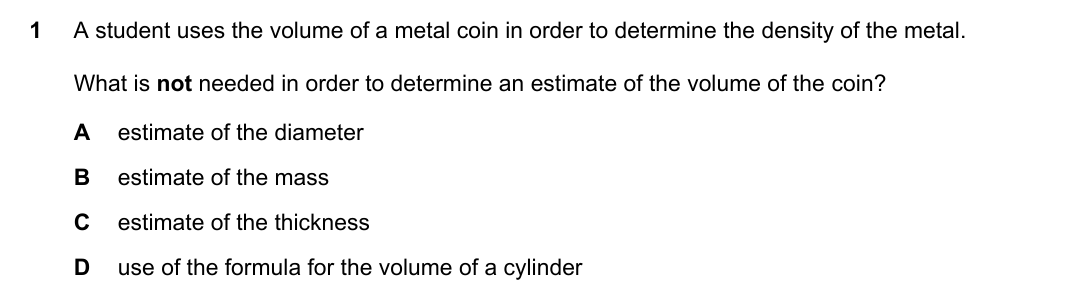 1 A student uses the volume of a metal coin in order to determine the density of the metal.
What is not needed in order to determine an estimate of the volume of the coin?
A estimate of the diameter
B estimate of the mass
C estimate of the thickness
D use of the formula for the volume of a cylinder